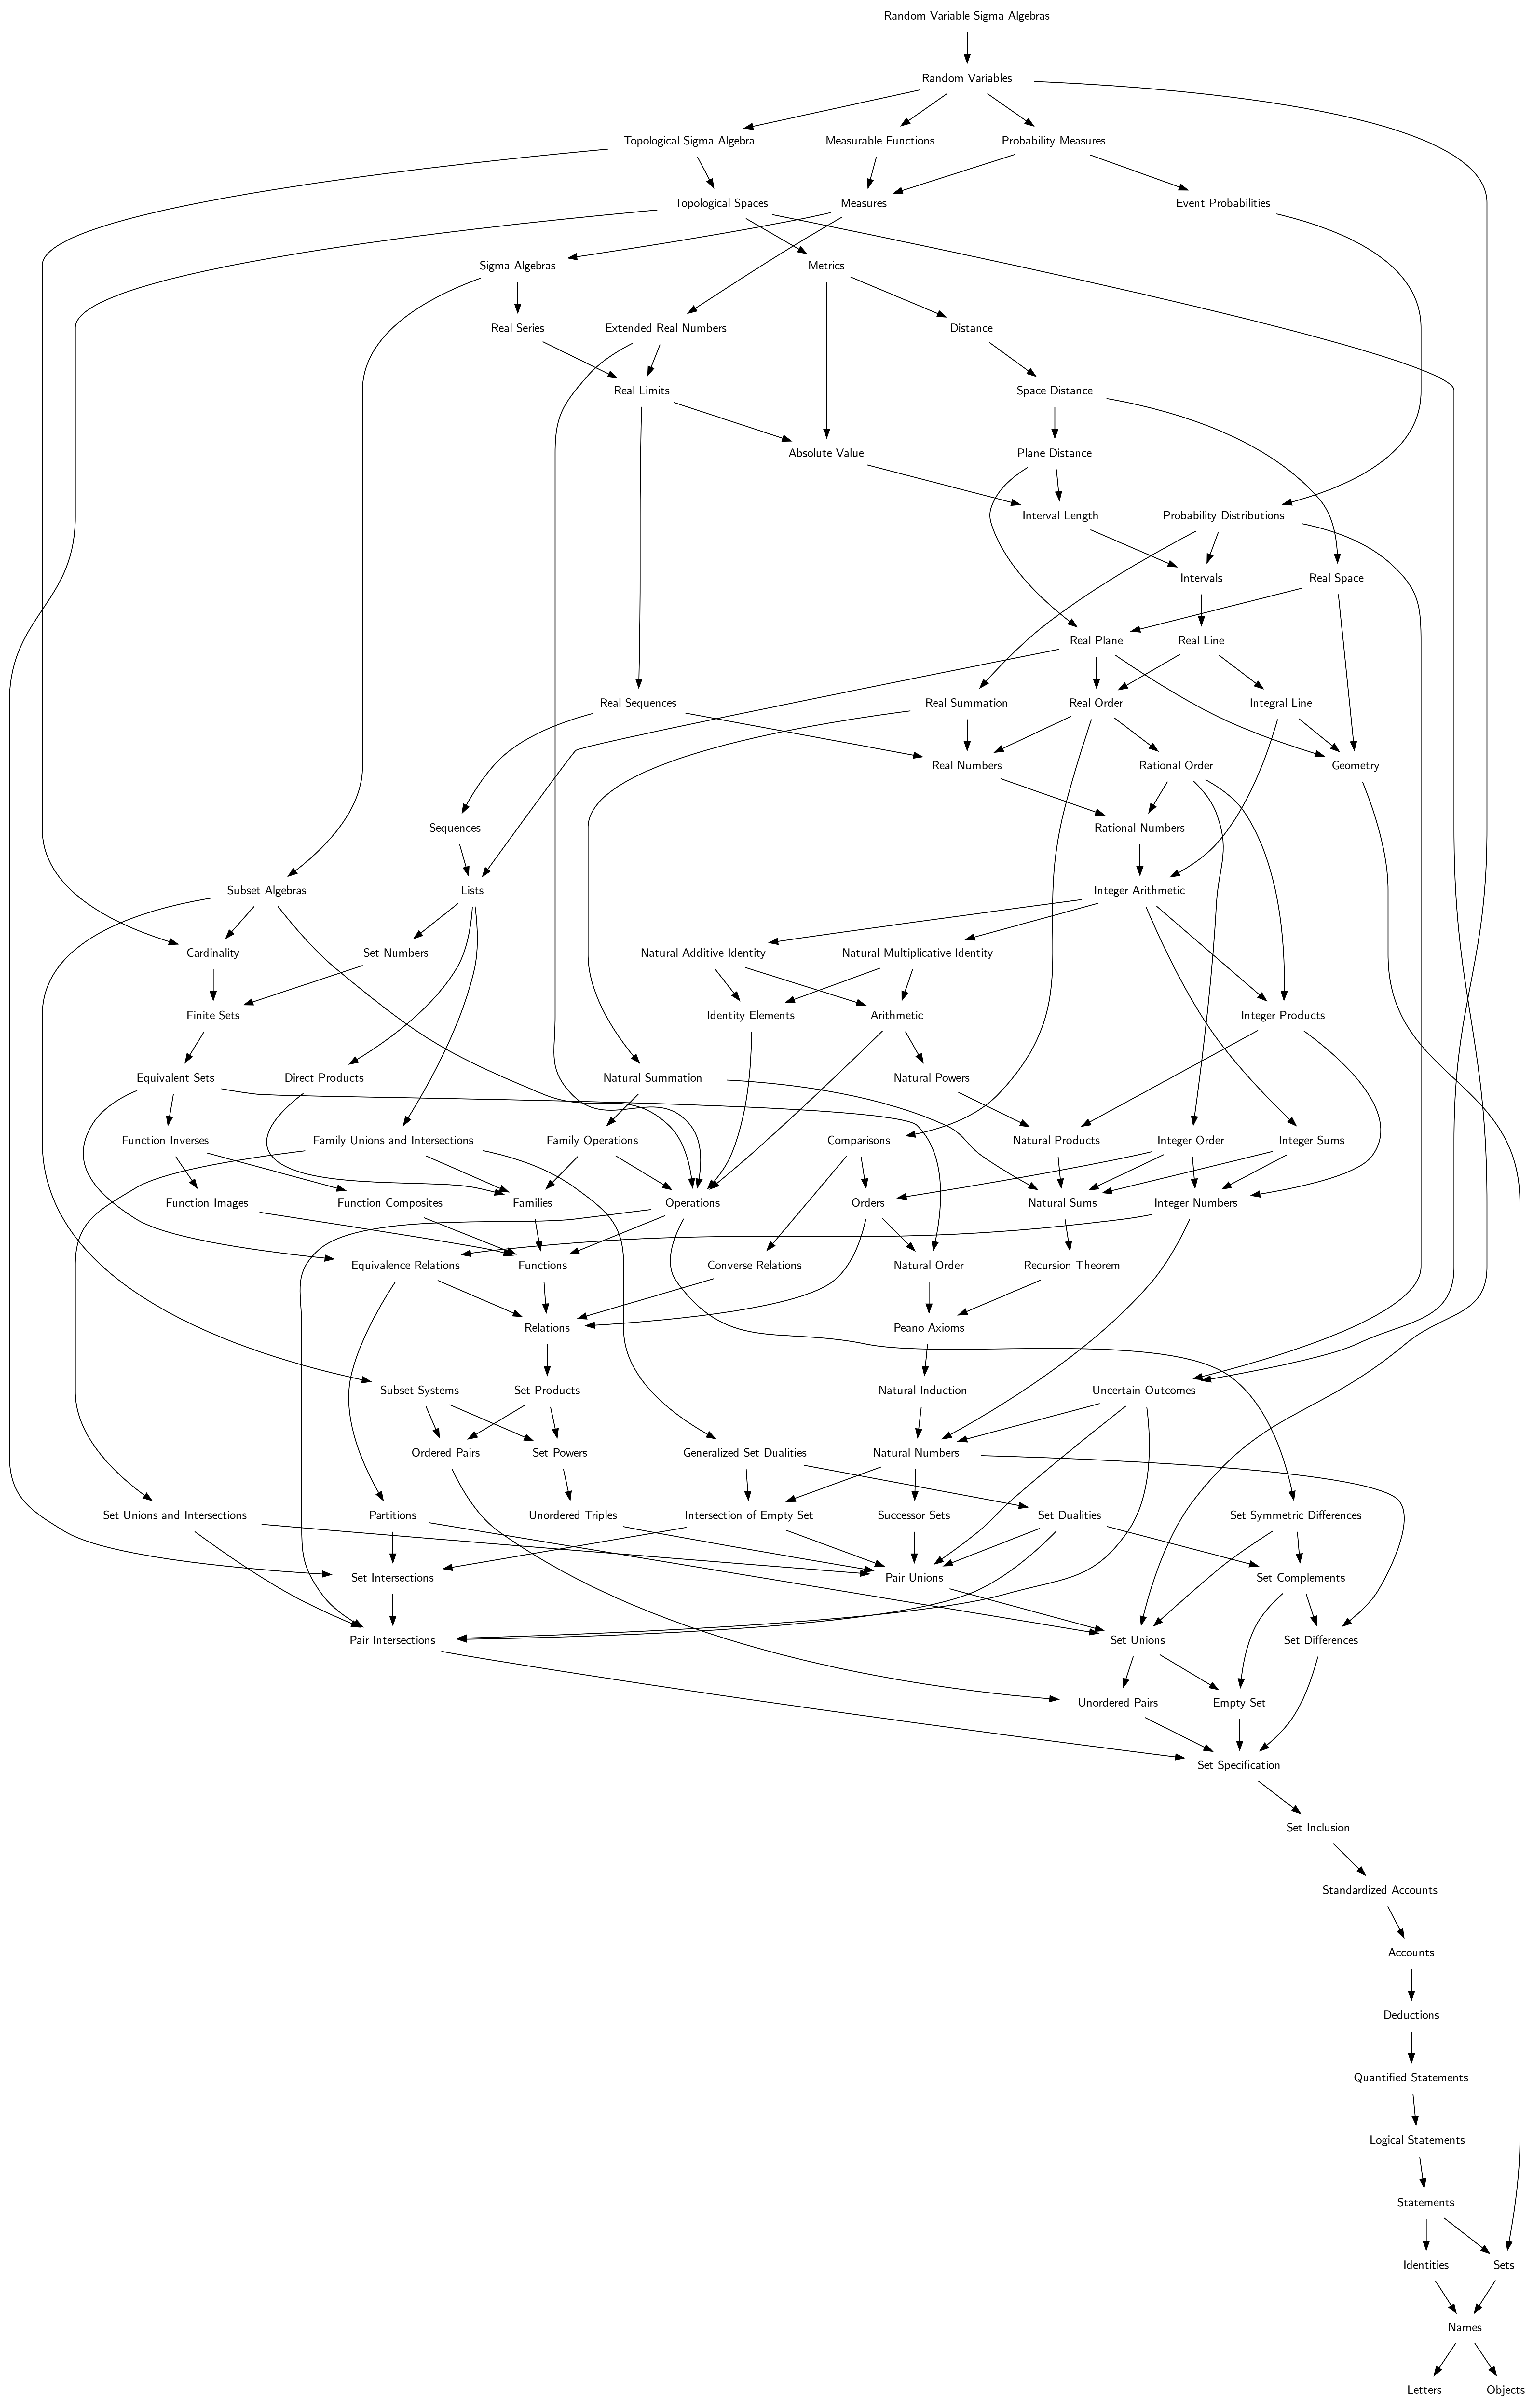 Random Variable Sigma Algebras
Random Variables
Topological Sigma Algebra
Measurable Functions
Probability Measures
Topological Spaces
Measures
Event Probabilities
Sigma Algebras
Metrics
Real Series
Extended Real Numbers
Distance
Real Limits
Space Distance
Absolute Value
Plane Distance
Interval Length
Probability Distributions
Intervals
Real Space
Real Plane
Real Line
Real Sequences
Real Summation
Real Order
Integral Line
Real Numbers
Rational Order
Geometry
Sequences
Rational Numbers
Subset Algebras
Lists
Integer Arithmetic
Cardinality
Set Numbers
Natural Additive Identity
Natural Multiplicative Identity
Finite Sets
Identity Elements
Arithmetic
Integer Products
Equivalent Sets
Direct Products
Natural Summation
Natural Powers
Function Inverses
Family Unions and Intersections
Family Operations
Comparisons
Natural Products
Integer Order
Integer Sums
Function Images
Function Composites
Families
Operations
Orders
Natural Sums
Integer Numbers
Equivalence Relations
Functions
Converse Relations
Natural Order
Recursion Theorem
Relations
Peano Axioms
Subset Systems
Set Products
Natural Induction
Uncertain Outcomes
Ordered Pairs
Set Powers
Generalized Set Dualities
Natural Numbers
Set Unions and Intersections
Partitions
Unordered Triples
Intersection of Empty Set
Successor Sets
Set Dualities
Set Symmetric Differences
Set Intersections
Pair Unions
Set Complements
Pair Intersections
Set Unions
Set Differences
Unordered Pairs
Empty Set
Set Specification
Set Inclusion
Standardized Accounts
Accounts
Deductions
Quantified Statements
Logical Statements
Statements
Identities
Sets
Names
Letters
Objects